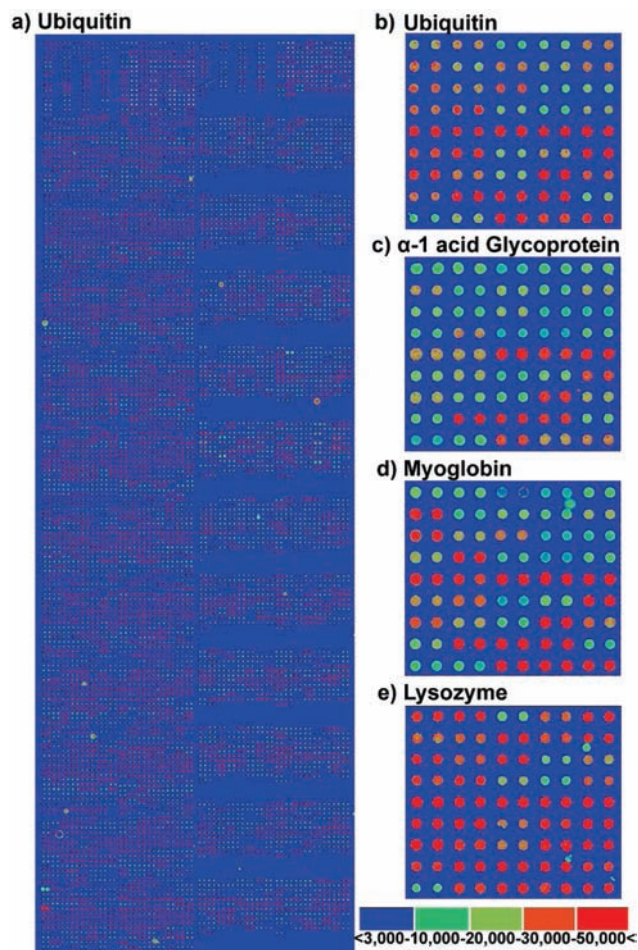 a) Ubiquitin
b) Ubiquitin
c) α-1 acid Glycoprotein
d) Myoglobin
e) Lysozyme
<3,000-10,000-20,000-30,000-50.000<